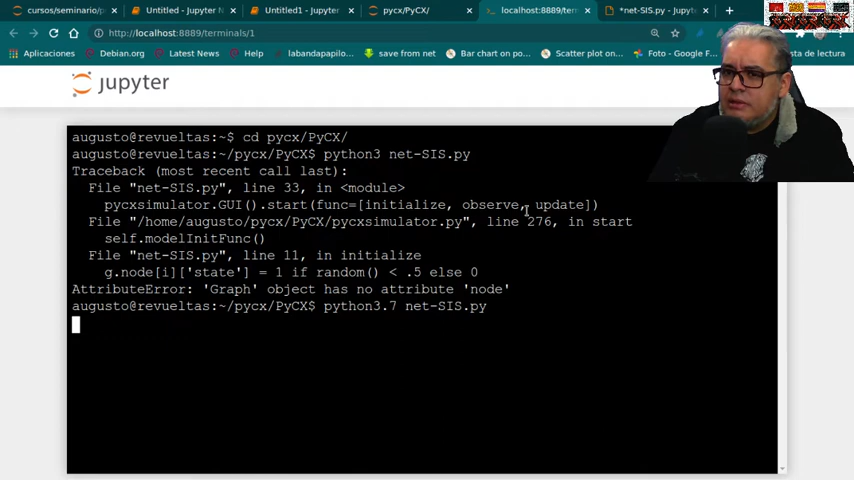 cursos/seminario/p
Untitled - Jupyter N
Untitled1 - Jupyter
pycx/PyCX/
localhost:8889/term
*net-SIS.py - Jupyte
http://localhost:8889/terminals/1
Aplicaciones
Debian.org
Latest News
Help
labandapapilo
save from net
Bar chart on po...
Scatter plot on...
Foto - Google F...
ta de lectura
jupyter
augusto@revueltas:~$ cd pycx/PyCX/
augusto@revueltas:~/pycx/PyCX$ python3 net-SIS.py
Traceback (most recent call last):
File "net-SIS.py", line 33, in <module>
pycxsimulator.GUI().start(func=[initialize, observe, update])
File "/home/augusto/pycx/PyCX/pycxsimulator.py", line 276, in start
self.modelInitFunc()
File "net-SIS.py", line 11, in initialize
g.node[i]['state'] = 1 if random() < .5 else 0
AttributeError: 'Graph' object has no attribute 'node'
augusto@revueltas:~/pycx/PyCX$ python3.7 net-SIS.py